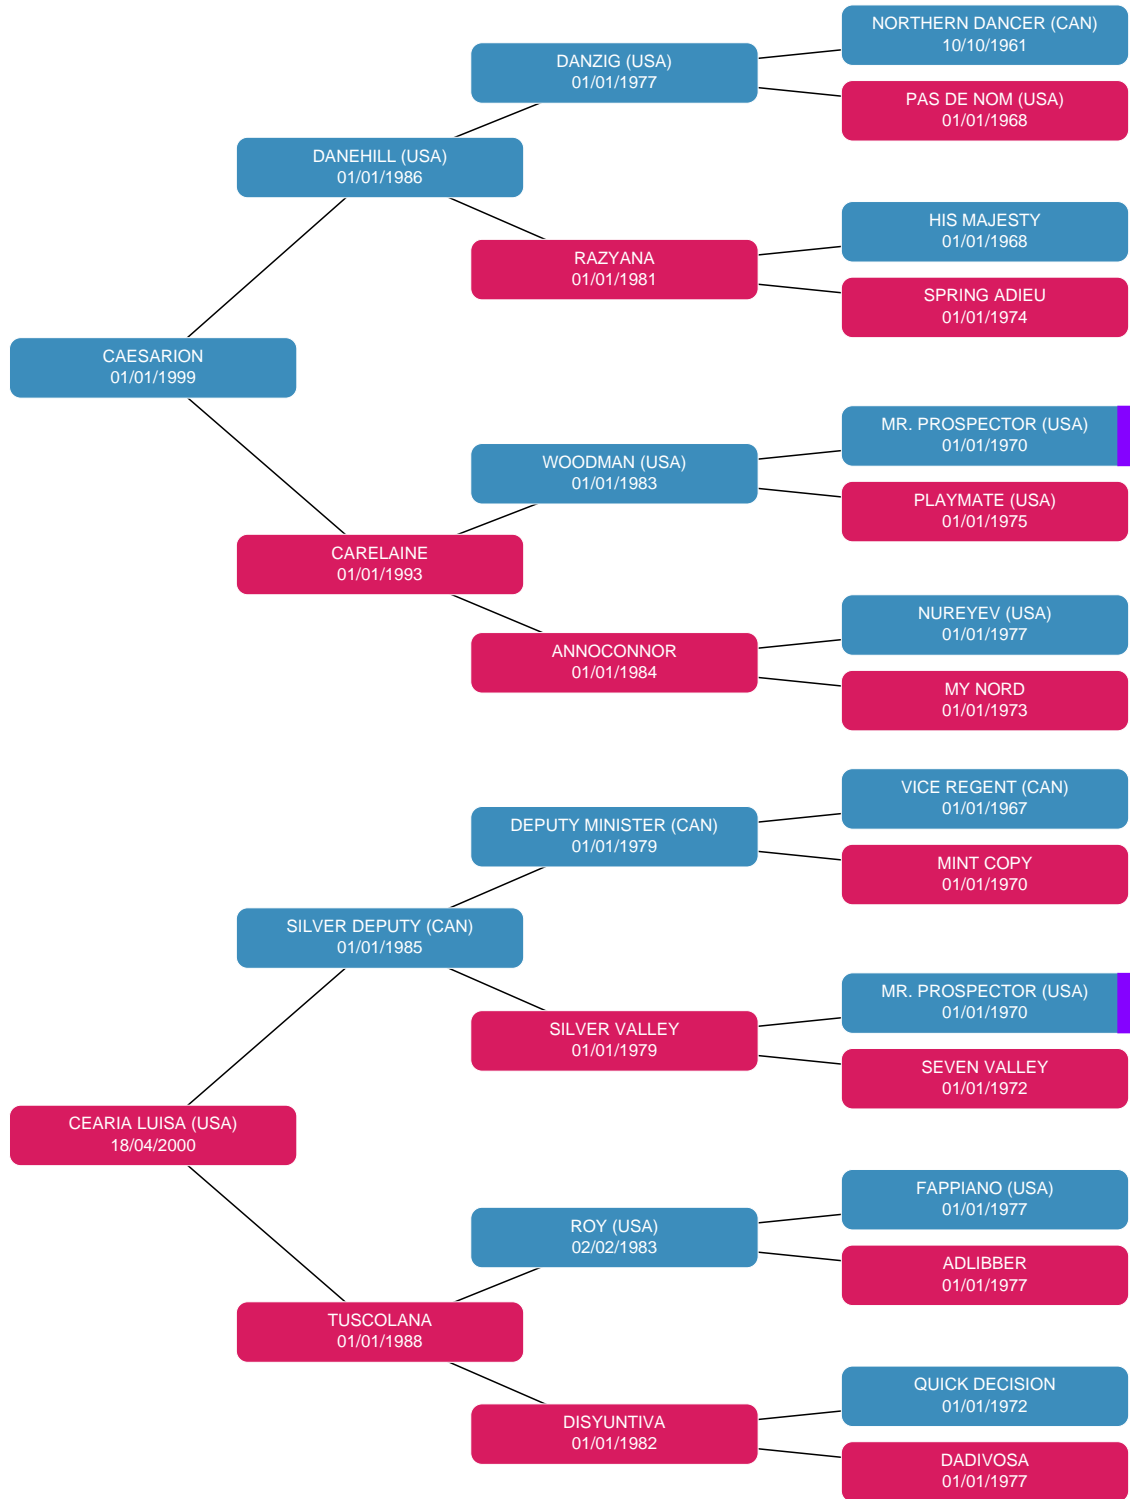 NORTHERN DANCER (CAN)
10/10/1961
DANZIG (USA)
01/01/1977
PAS DE NOM (USA)
01/01/1968
DANEHILL (USA)
01/01/1986
HIS MAJESTY
01/01/1968
RAZYANA
01/01/1981
SPRING ADIEU
01/01/1974
CAESARION
01/01/1999
MR. PROSPECTOR (USA)
01/01/1970
WOODMAN (USA)
01/01/1983
PLAYMATE (USA)
01/01/1975
CARELAINE
01/01/1993
NUREYEV (USA)
01/01/1977
ANNOCONNOR
01/01/1984
MY NORD
01/01/1973
VICE REGENT (CAN)
01/01/1967
DEPUTY MINISTER (CAN)
01/01/1979
MINT COPY
01/01/1970
SILVER DEPUTY (CAN)
01/01/1985
MR. PROSPECTOR (USA)
01/01/1970
SILVER VALLEY
01/01/1979
SEVEN VALLEY
01/01/1972
CEARIA LUISA (USA)
18/04/2000
FAPPIANO (USA)
01/01/1977
ROY (USA)
02/02/1983
ADLIBBER
01/01/1977
TUSCOLANA
01/01/1988
QUICK DECISION
01/01/1972
DISYUNTIVA
01/01/1982
DADIVOSA
01/01/1977